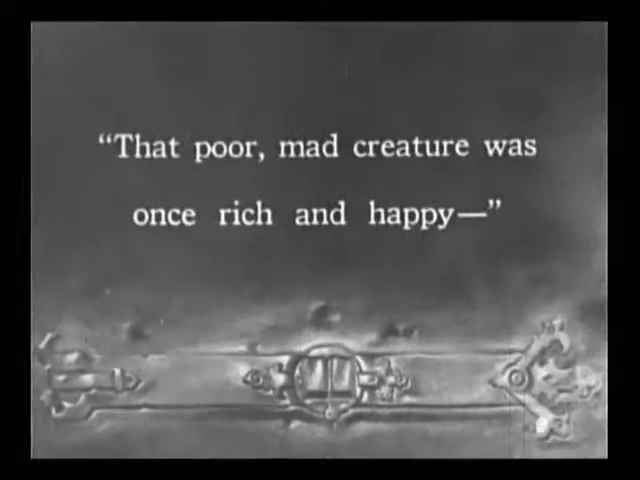 “That poor, mad creature was
once rich and happy—”